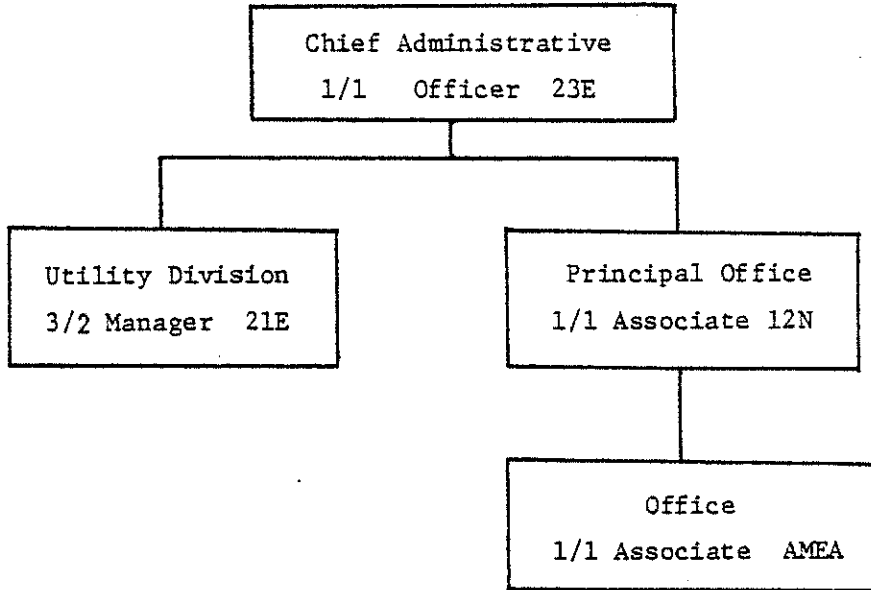 Chief Administrative
1/1 Officer 23E
Utility Division
3/2 Manager 21E
Principal Office
1/1 Associate 12N
Office
1/1 Associate AMEA